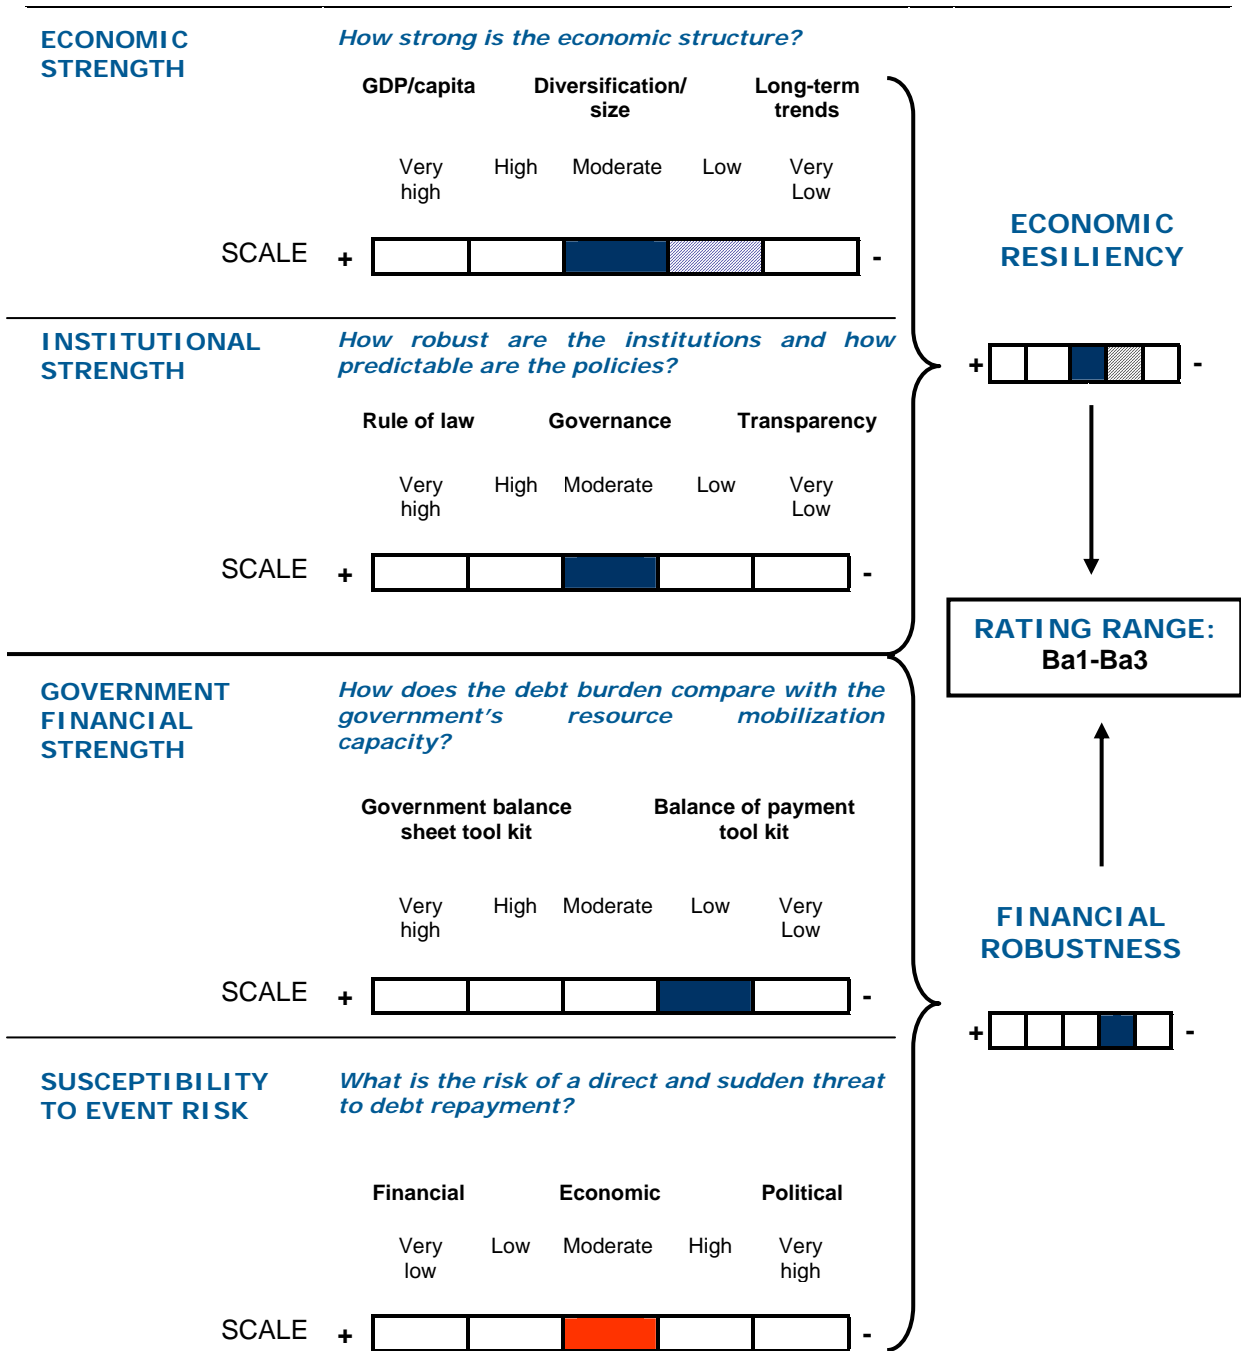 ECONOMIC
STRENGTH
How strong is the economic structure?
GDP/capita Diversification/ Long-term
size trends
Very High Moderate Low Very
high Low
SCALE + -
ECONOMIC
RESILIENCY
+ -
INSTITUTIONAL
STRENGTH
How robust are the institutions and how
predictable are the policies?
Rule of law Governance Transparency
Very High Moderate Low Very
high Low
SCALE + -
RATING RANGE:
Ba1-Ba3
GOVERNMENT
FINANCIAL
STRENGTH
How does the debt burden compare with the
government's resource mobilization
capacity?
Government balance Balance of payment
sheet tool kit tool kit
Very High Moderate Low Very
high Low
SCALE + -
FINANCIAL
ROBUSTNESS
+ -
SUSCEPTIBILITY
TO EVENT RISK
What is the risk of a direct and sudden threat
to debt repayment?
Financial Economic Political
Very Low Moderate High Very
low high
SCALE + -